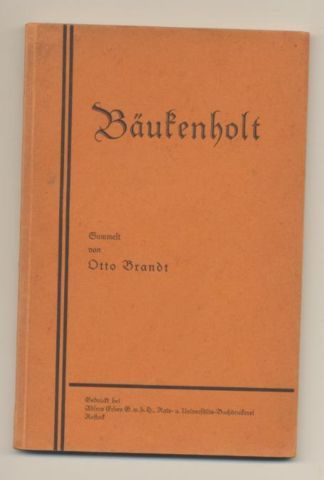 Bäukenholt
Sammelt
von
Otto Brandt
Gedruckt bei
Adlers Erben G. m. b. H., Rats- u. Universitäts-Buchdruckerei
Rostock